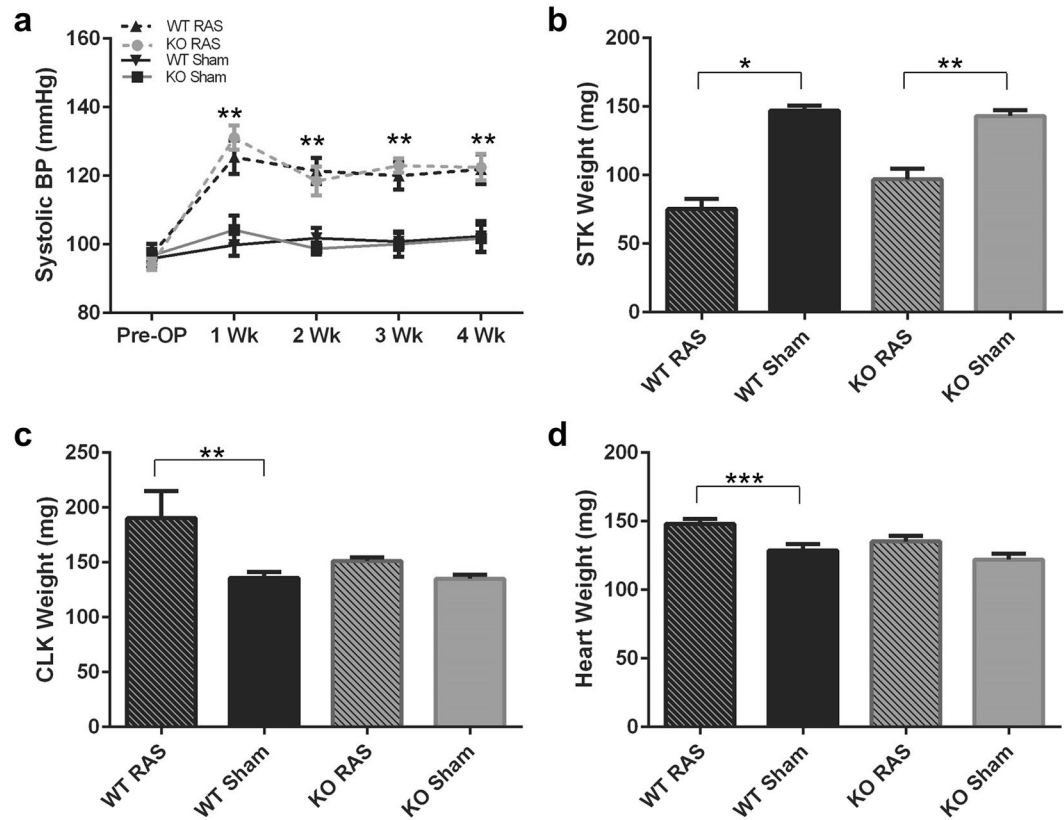 a
WT RAS
KO RAS
WT Sham
KO Sham
Systolic BP (mmHg)
160
140
120
100
80
** ** ** **
Pre-OP 1 Wk 2 Wk 3 Wk 4 Wk
b
STK Weight (mg)
200
150
100
50
0
* **
WT RAS WT Sham KO RAS KO Sham
c
CLK Weight (mg)
250
200
150
100
50
0
**
WT RAS WT Sham KO RAS KO Sham
d
Heart Weight (mg)
200
150
100
50
0
***
WT RAS WT Sham KO RAS KO Sham